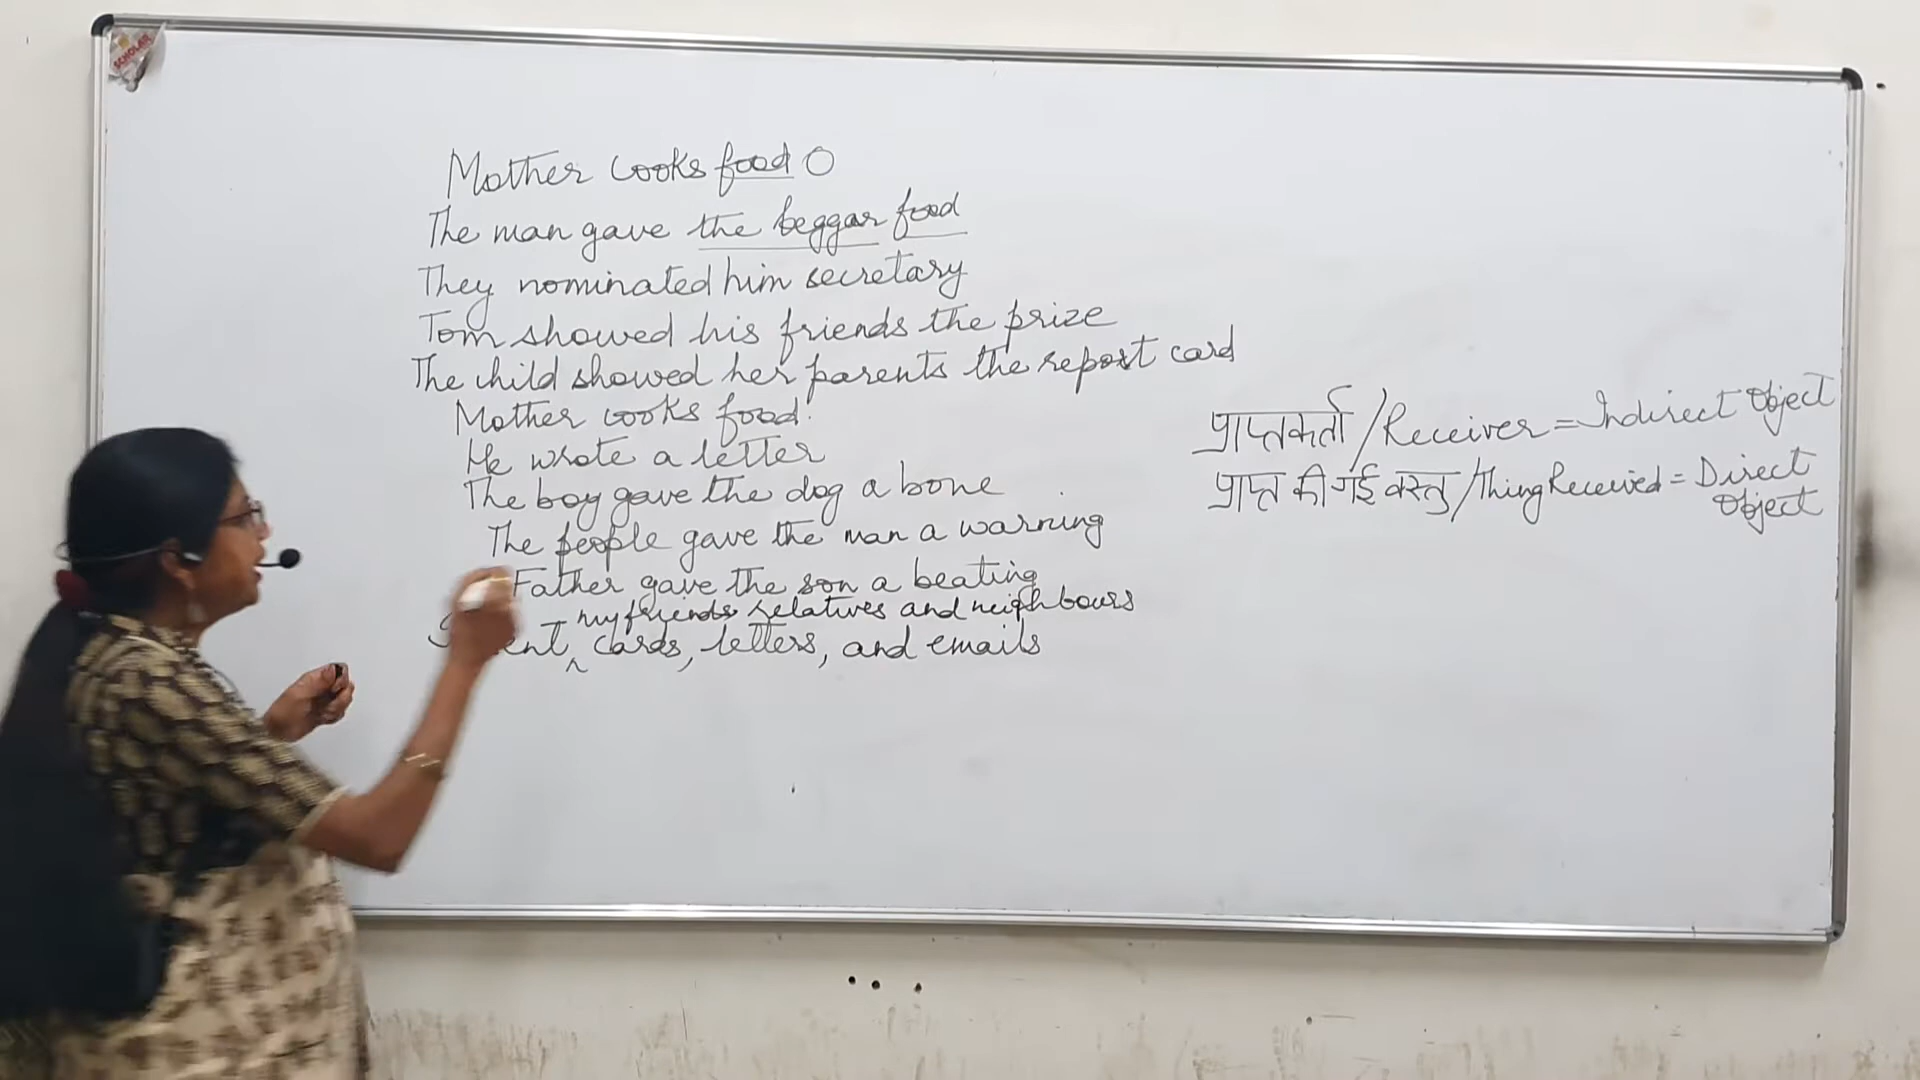 SCHOLAR
Mother cooks food O
The man gave the beggar food
They nominated him secretary
Tom showed his friends the prize
The child showed her parents the report card
Mother cooks food.
He wrote a letter
The boy gave the dog a bone
The people gave the man a warning
Father gave the son a beating
my friends relatives and neighbours
cards, letters, and emails
प्राप्तकर्ता / Receiver = Indirect Object
प्राप्त की गई वस्तु / Thing Received = Direct
Object